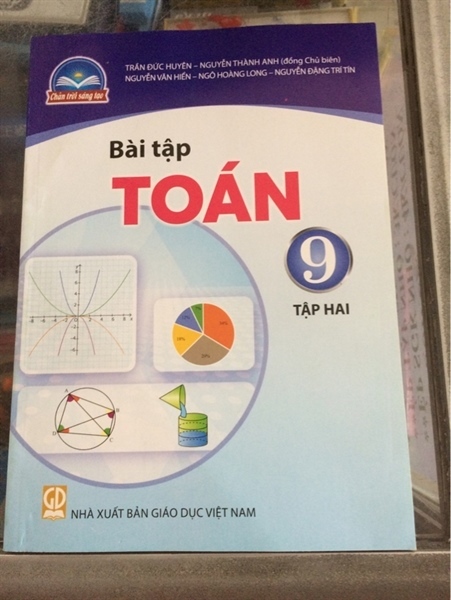 TRẦN ĐỨC HUYÊN – NGUYỄN THÀNH ANH (đồng Chủ biên)
NGUYỄN VĂN HIỂN – NGÔ HOÀNG LONG – NGUYỄN ĐẶNG TRÍ TÍN
Chân trời sáng tạo
Bài tập
TOÁN
9
TẬP HAI
GD
NHÀ XUẤT BẢN GIÁO DỤC VIỆT NAM